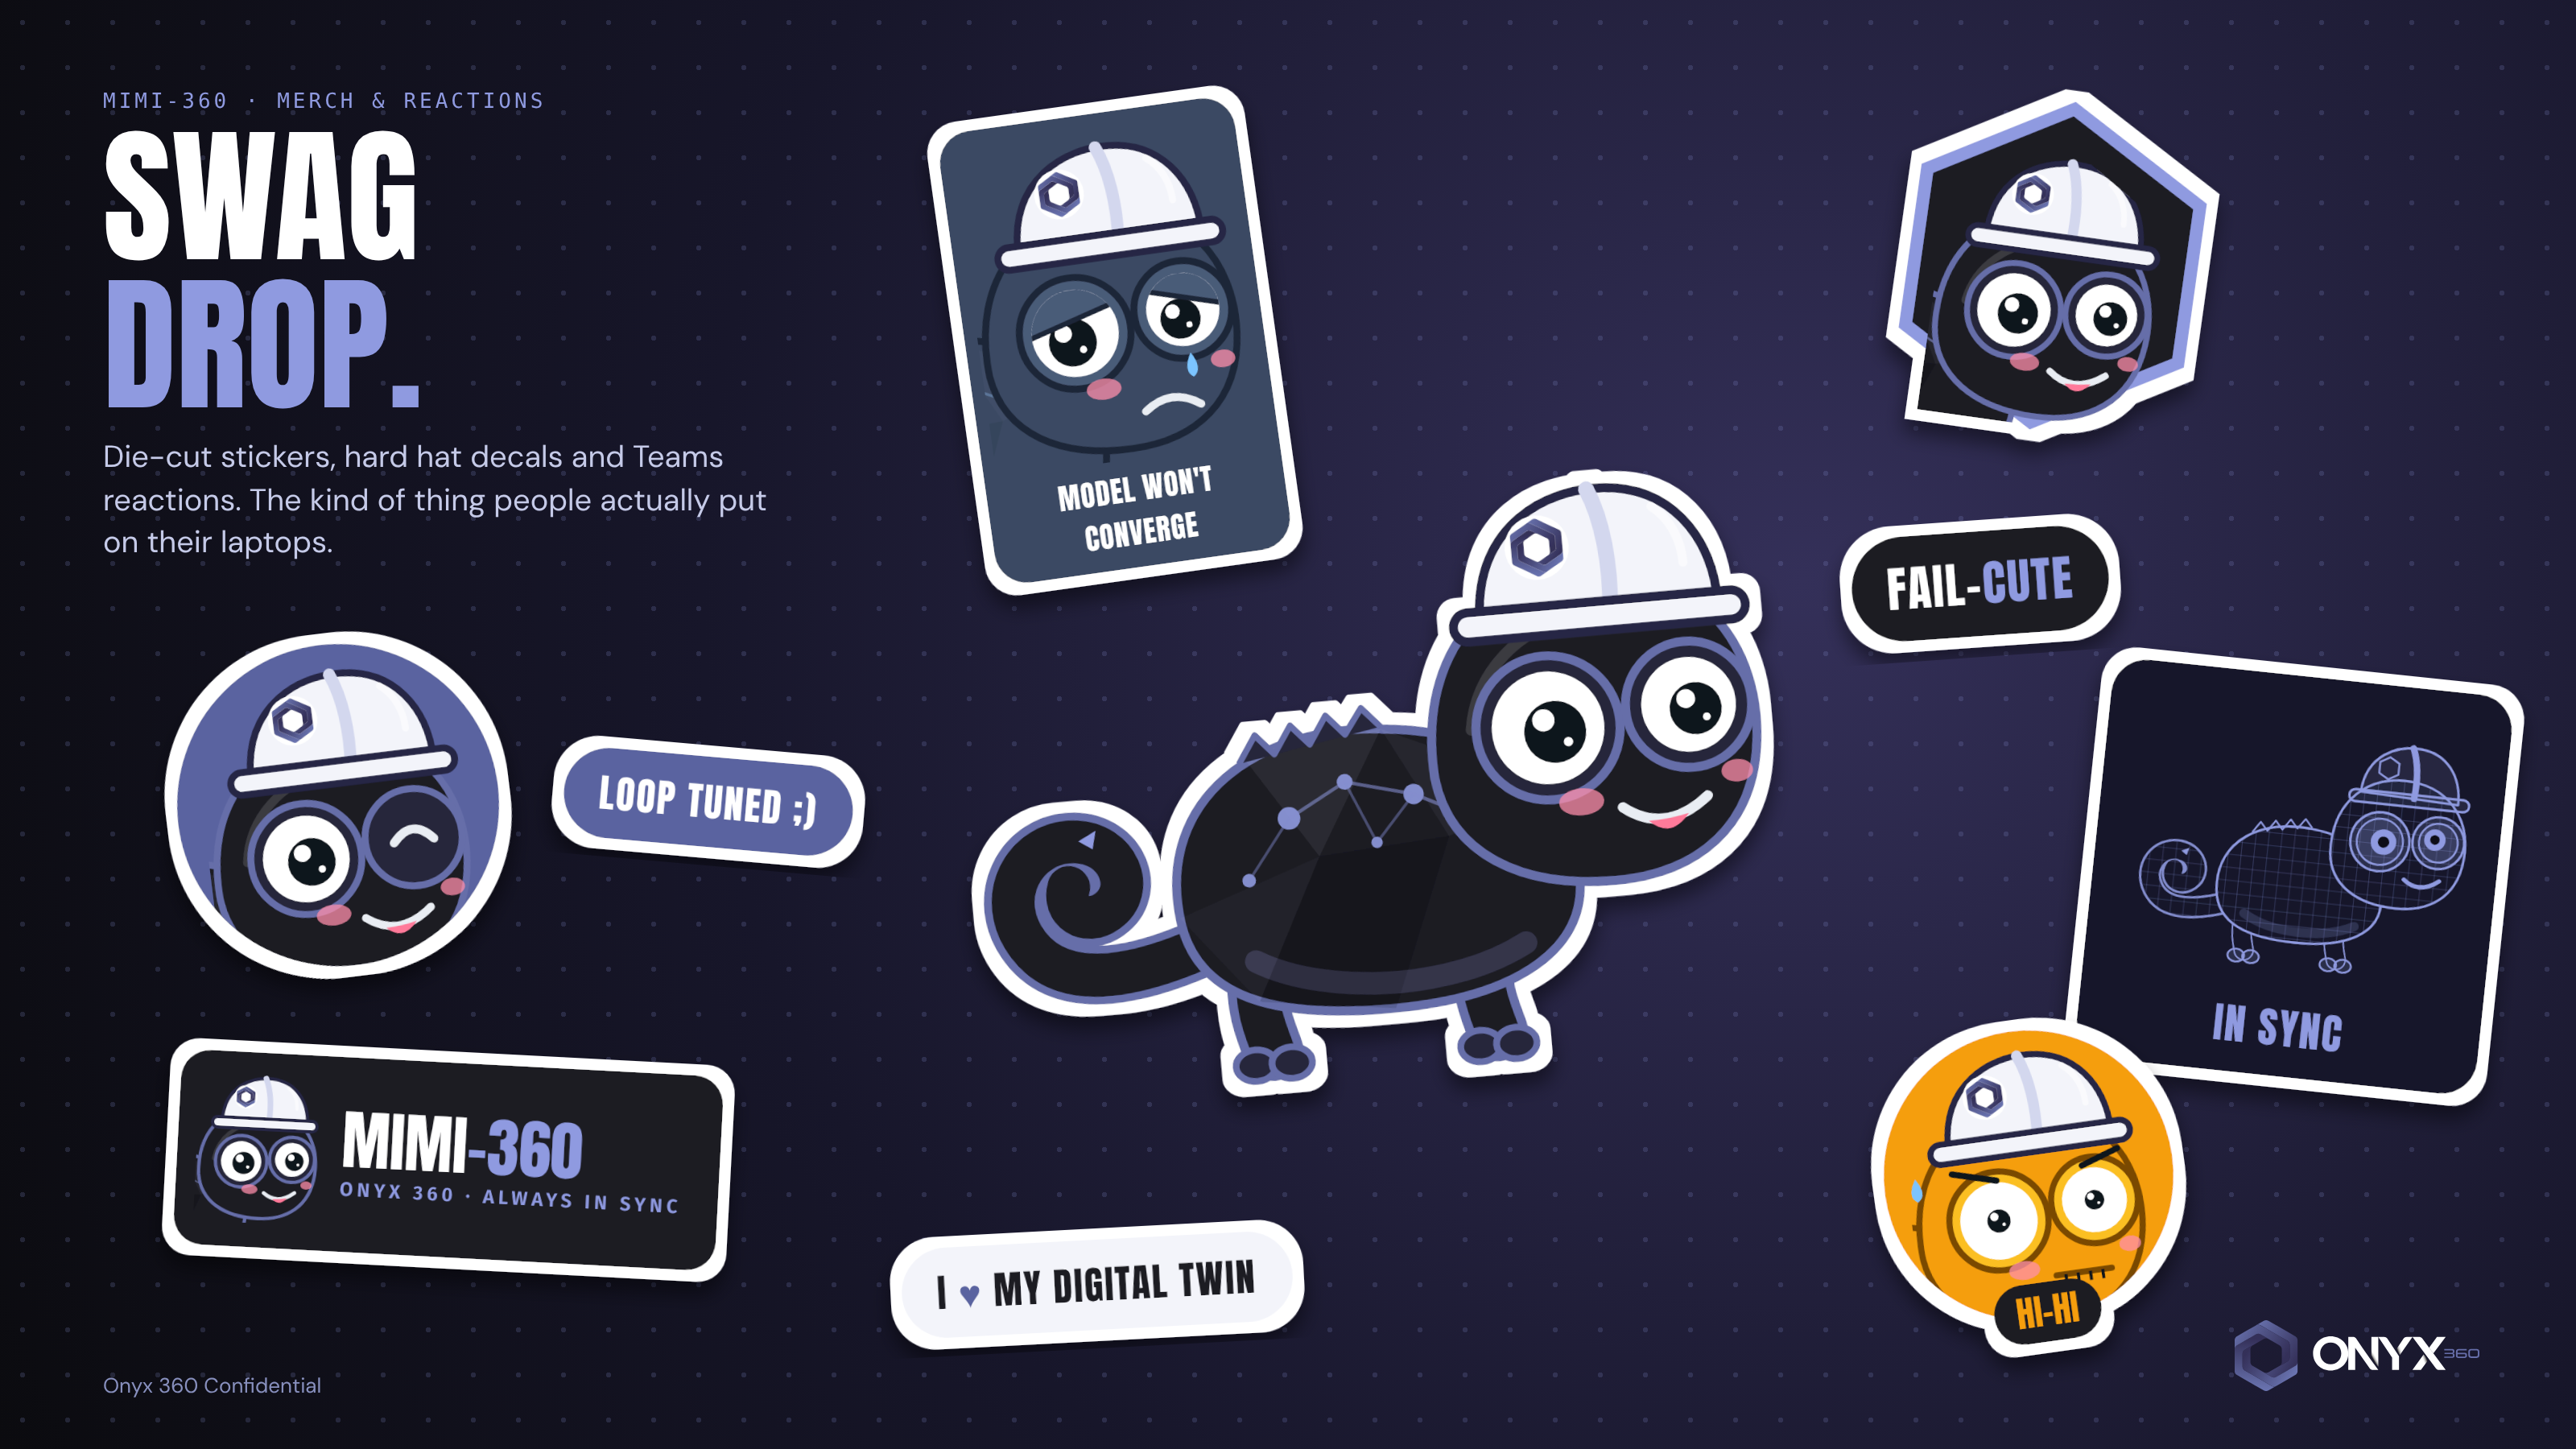 MIMI-360 · MERCH & REACTIONS
SWAG
DROP.
Die-cut stickers, hard hat decals and Teams
reactions. The kind of thing people actually put
on their laptops.
MODEL WON'T
CONVERGE
FAIL-CUTE
LOOP TUNED ;)
IN SYNC
MIMI-360
ONYX 360 · ALWAYS IN SYNC
I ♥ MY DIGITAL TWIN
HI-HI
Onyx 360 Confidential
ONYX 360